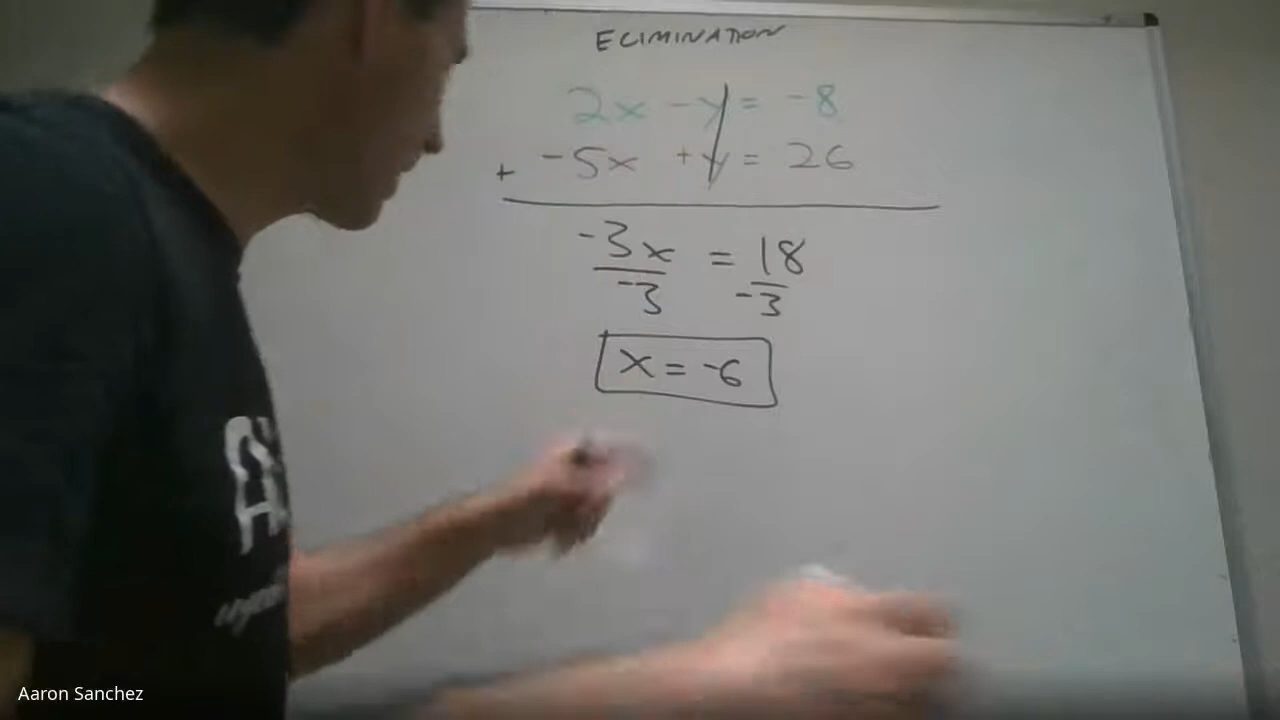 ELIMINATION
2x - y = -8
+ -5x + y = 26
-3x = 18
-3 -3
x = -6
Aaron Sanchez